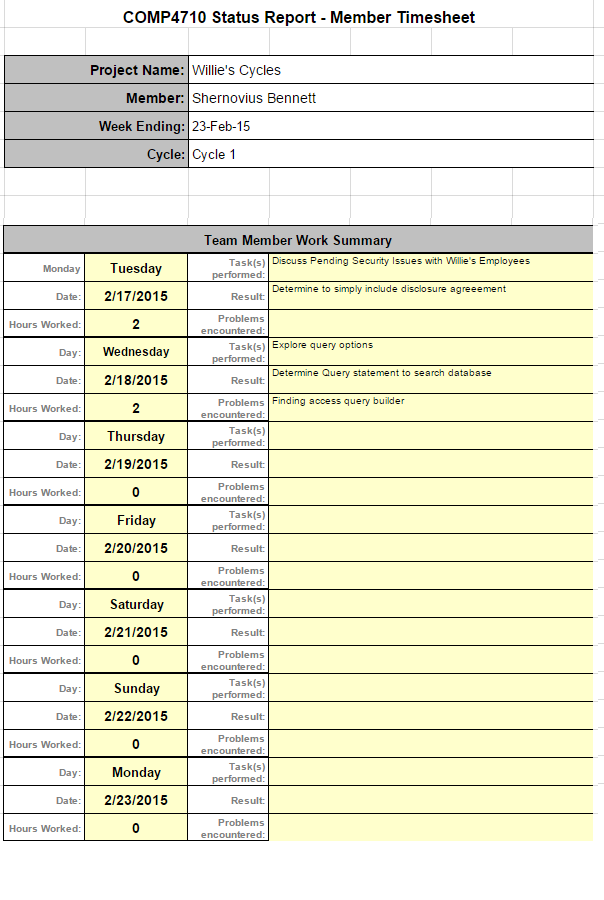 COMP4710 Status Report - Member Timesheet
Project Name: Willie's Cycles
Member: Shernovius Bennett
Week Ending: 23-Feb-15
Cycle: Cycle 1
Team Member Work Summary
Monday Tuesday Task(s) performed: Discuss Pending Security Issues with Willie's Employees
Date: 2/17/2015 Result: Determine to simply include disclosure agreeement
Hours Worked: 2 Problems encountered:
Day: Wednesday Task(s) performed: Explore query options
Date: 2/18/2015 Result: Determine Query statement to search database
Hours Worked: 2 Problems encountered: Finding access query builder
Day: Thursday Task(s) performed:
Date: 2/19/2015 Result:
Hours Worked: 0 Problems encountered:
Day: Friday Task(s) performed:
Date: 2/20/2015 Result:
Hours Worked: 0 Problems encountered:
Day: Saturday Task(s) performed:
Date: 2/21/2015 Result:
Hours Worked: 0 Problems encountered:
Day: Sunday Task(s) performed:
Date: 2/22/2015 Result:
Hours Worked: 0 Problems encountered:
Day: Monday Task(s) performed:
Date: 2/23/2015 Result:
Hours Worked: 0 Problems encountered: